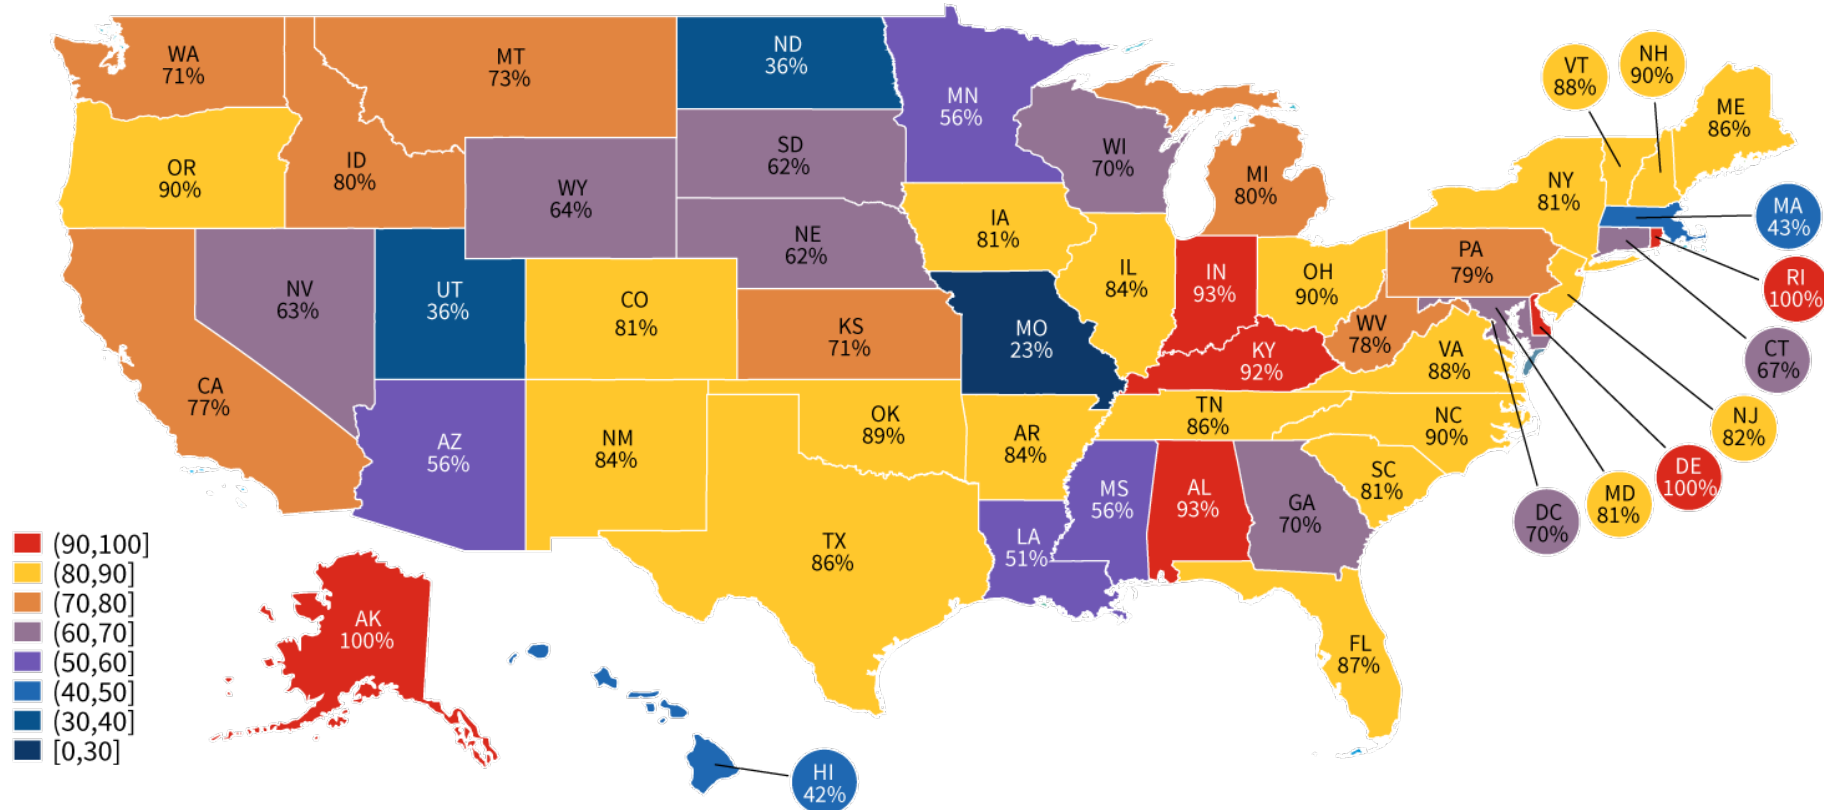 WA
71%
MT
73%
ND
36%
MN
56%
VT
88%
NH
90%
ME
86%
OR
90%
ID
80%
WY
64%
SD
62%
WI
70%
MI
80%
NY
81%
MA
43%
NE
62%
IA
81%
PA
79%
RI
100%
NV
63%
UT
36%
CO
81%
IL
84%
IN
93%
OH
90%
KS
71%
MO
23%
WV
78%
VA
88%
CT
67%
KY
92%
CA
77%
AZ
56%
NM
84%
OK
89%
AR
84%
TN
86%
NC
90%
NJ
82%
SC
81%
DE
100%
MS
56%
AL
93%
GA
70%
MD
81%
DC
70%
TX
86%
LA
51%
FL
87%
AK
100%
HI
42%
(90,100]
(80,90]
(70,80]
(60,70]
(50,60]
(40,50]
(30,40]
[0,30]